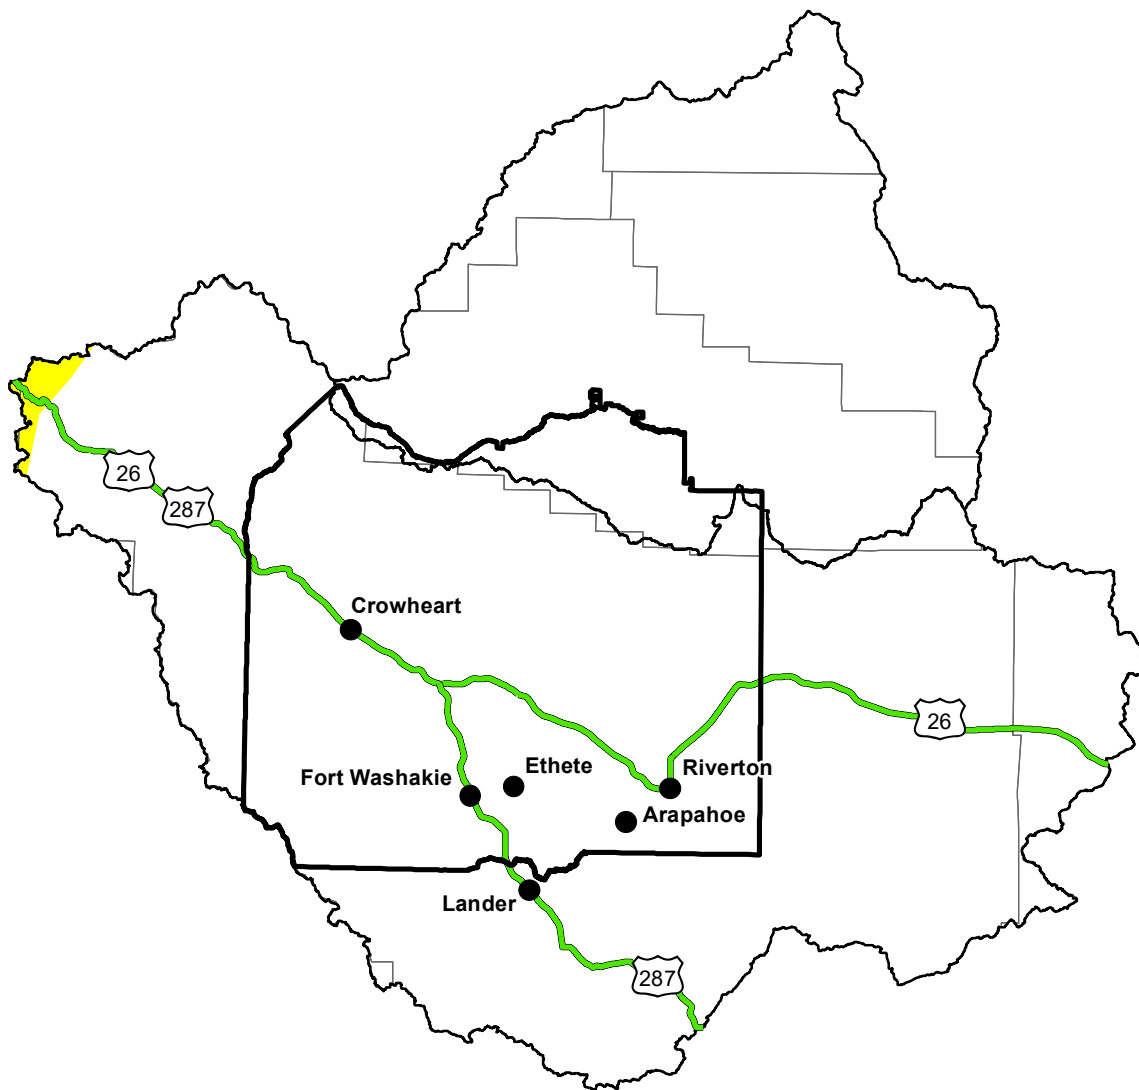 26
287
Crowheart
26
Ethete
Riverton
Fort Washakie
Arapahoe
Lander
287